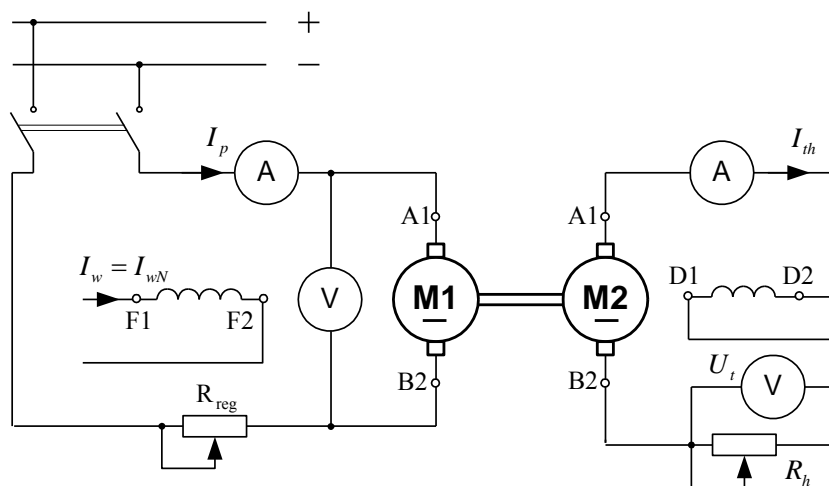 +
−
I_p
A
I_th
A
A1
A1
I_w = I_wN
F1
F2
V
M1
M2
D1
D2
B2
B2
U_t
V
R_reg
R_h